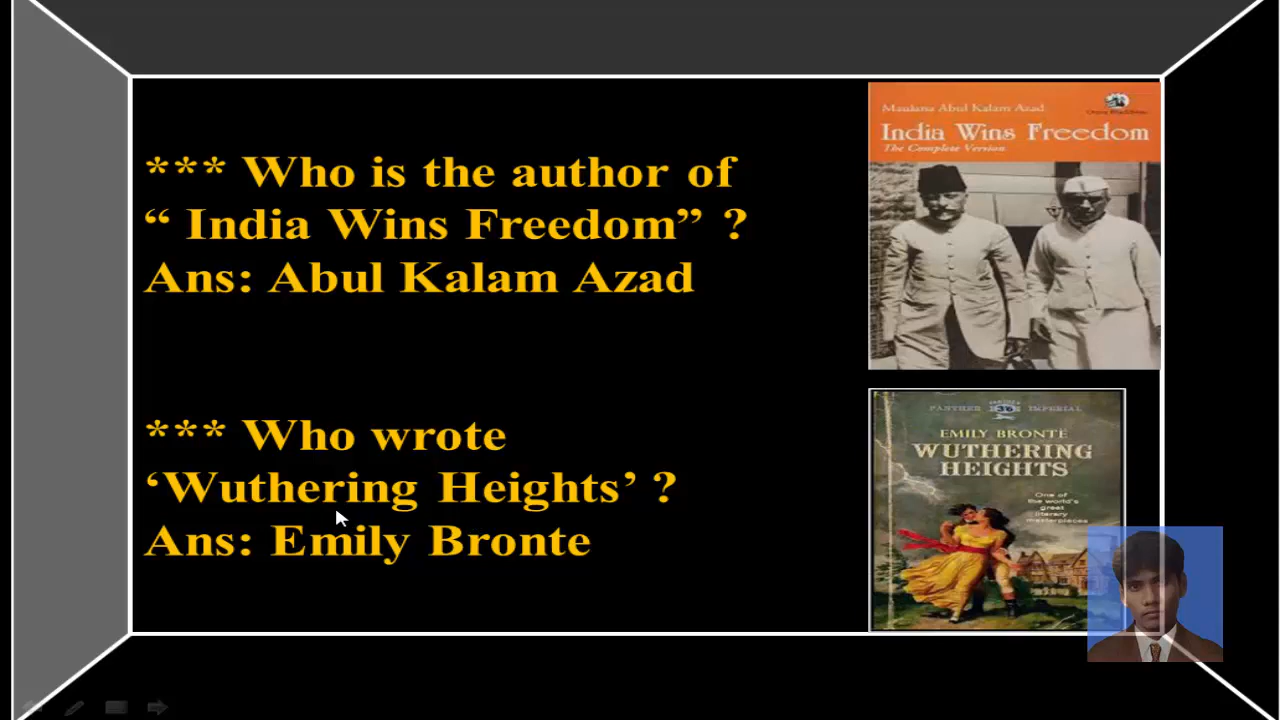 *** Who is the author of
“ India Wins Freedom” ?
Ans: Abul Kalam Azad
*** Who wrote
‘Wuthering Heights’ ?
Ans: Emily Bronte
Maulana Abul Kalam Azad
India Wins Freedom
The Complete Version
PANTHER IMPERIAL
EMILY BRONTE
WUTHERING
HEIGHTS
One of
the world's
great
literary
masterpieces